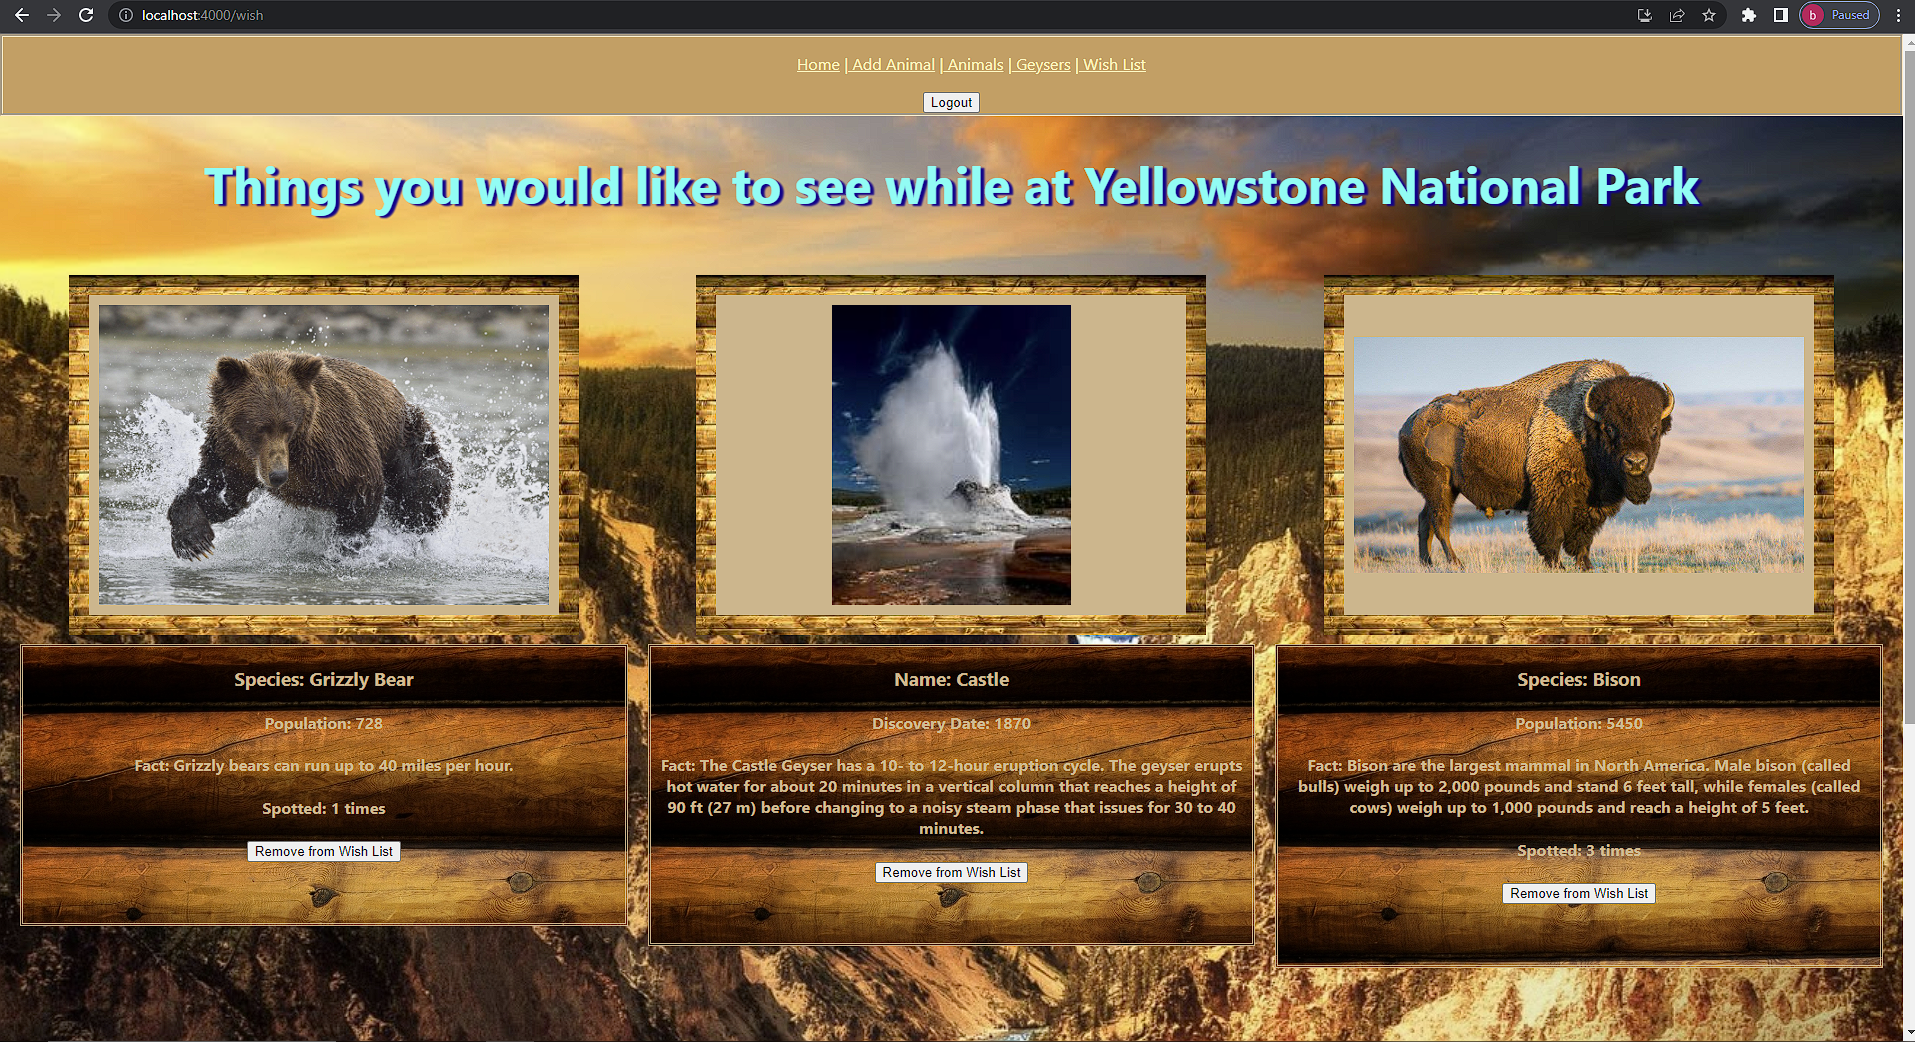 localhost:4000/wish
b Paused
Home | Add Animal | Animals | Geysers | Wish List
Logout
Things you would like to see while at Yellowstone National Park
Species: Grizzly Bear
Population: 728
Fact: Grizzly bears can run up to 40 miles per hour.
Spotted: 1 times
Remove from Wish List
Name: Castle
Discovery Date: 1870
Fact: The Castle Geyser has a 10- to 12-hour eruption cycle. The geyser erupts
hot water for about 20 minutes in a vertical column that reaches a height of
90 ft (27 m) before changing to a noisy steam phase that issues for 30 to 40
minutes.
Remove from Wish List
Species: Bison
Population: 5450
Fact: Bison are the largest mammal in North America. Male bison (called
bulls) weigh up to 2,000 pounds and stand 6 feet tall, while females (called
cows) weigh up to 1,000 pounds and reach a height of 5 feet.
Spotted: 3 times
Remove from Wish List